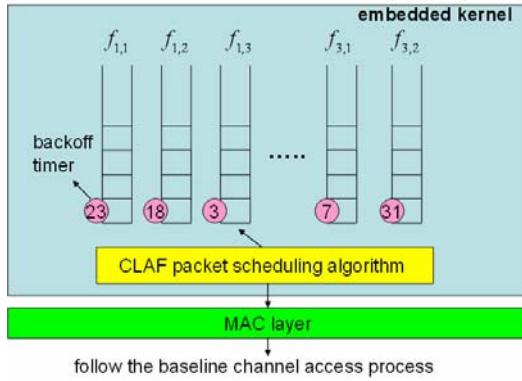 embedded kernel
f1,1 f1,2 f1,3 f3,1 f3,2
backoff
timer
.....
23 18 3 7 31
CLAF packet scheduling algorithm
MAC layer
follow the baseline channel access process